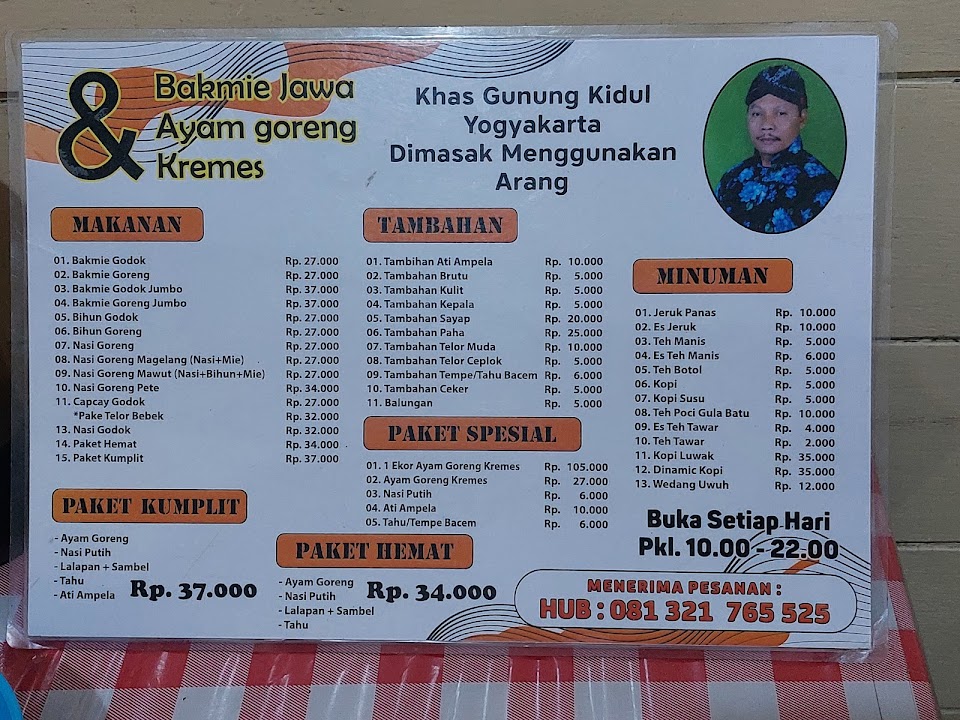 & Bakmie Jawa
Ayam goreng
Kremes
Khas Gunung Kidul
Yogyakarta
Dimasak Menggunakan
Arang
MAKANAN
01. Bakmie Godok Rp. 27.000
02. Bakmie Goreng Rp. 27.000
03. Bakmie Godok Jumbo Rp. 37.000
04. Bakmie Goreng Jumbo Rp. 37.000
05. Bihun Godok Rp. 27.000
06. Bihun Goreng Rp. 27.000
07. Nasi Goreng Rp. 27.000
08. Nasi Goreng Magelang (Nasi+Mie) Rp. 27.000
09. Nasi Goreng Mawut (Nasi+Bihun+Mie) Rp. 27.000
10. Nasi Goreng Pete Rp. 34.000
11. Capcay Godok Rp. 27.000
*Pake Telor Bebek Rp. 32.000
13. Nasi Godok Rp. 32.000
14. Paket Hemat Rp. 34.000
15. Paket Kumplit Rp. 37.000
PAKET KUMPLIT
- Ayam Goreng
- Nasi Putih
- Lalapan + Sambel
- Tahu
- Ati Ampela
Rp. 37.000
TAMBAHAN
01. Tambihan Ati Ampela Rp. 10.000
02. Tambahan Brutu Rp. 5.000
03. Tambahan Kulit Rp. 5.000
04. Tambahan Kepala Rp. 5.000
05. Tambahan Sayap Rp. 20.000
06. Tambahan Paha Rp. 25.000
07. Tambahan Telor Muda Rp. 10.000
08. Tambahan Telor Ceplok Rp. 5.000
09. Tambahan Tempe/Tahu Bacem Rp. 6.000
10. Tambahan Ceker Rp. 5.000
11. Balungan Rp. 5.000
PAKET SPESIAL
01. 1 Ekor Ayam Goreng Kremes Rp. 105.000
02. Ayam Goreng Kremes Rp. 27.000
03. Nasi Putih Rp. 6.000
04. Ati Ampela Rp. 10.000
05. Tahu/Tempe Bacem Rp. 6.000
PAKET HEMAT
- Ayam Goreng
- Nasi Putih
- Lalapan + Sambel
- Tahu
Rp. 34.000
MINUMAN
01. Jeruk Panas Rp. 10.000
02. Es Jeruk Rp. 10.000
03. Teh Manis Rp. 5.000
04. Es Teh Manis Rp. 6.000
05. Teh Botol Rp. 5.000
06. Kopi Rp. 5.000
07. Kopi Susu Rp. 5.000
08. Teh Poci Gula Batu Rp. 10.000
09. Es Teh Tawar Rp. 4.000
10. Teh Tawar Rp. 2.000
11. Kopi Luwak Rp. 35.000
12. Dinamic Kopi Rp. 35.000
13. Wedang Uwuh Rp. 12.000
Buka Setiap Hari
Pkl. 10.00 - 22.00
MENERIMA PESANAN :
HUB : 081 321 765 525